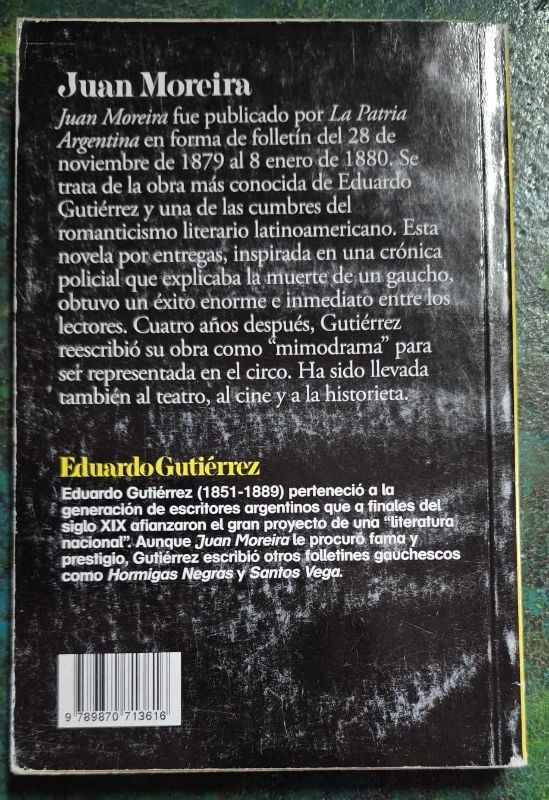 Juan Moreira
Juan Moreira fue publicado por La Patria
Argentina en forma de folletín del 28 de
noviembre de 1879 al 8 enero de 1880. Se
trata de la obra más conocida de Eduardo
Gutiérrez y una de las cumbres del
romanticismo literario latinoamericano. Esta
novela por entregas, inspirada en una crónica
policial que explicaba la muerte de un gaucho,
obtuvo un éxito enorme e inmediato entre los
lectores. Cuatro años después, Gutiérrez
reescribió su obra como “mimodrama” para
ser representada en el circo. Ha sido llevada
también al teatro, al cine y a la historieta.
Eduardo Gutiérrez
Eduardo Gutiérrez (1851-1889) perteneció a la
generación de escritores argentinos que a finales del
siglo XIX afianzaron el gran proyecto de una “literatura
nacional”. Aunque Juan Moreira le procuró fama y
prestigio, Gutiérrez escribió otros folletines gauchescos
como Hormigas Negras y Santos Vega.
9 789870 713616